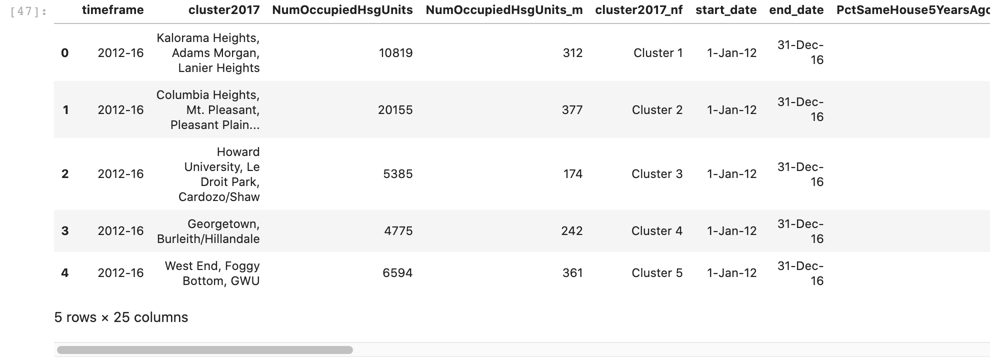 [47]:
timeframe cluster2017 NumOccupiedHsgUnits NumOccupiedHsgUnits_m cluster2017_nf start_date end_date PctSameHouse5YearsAgo
0 2012-16 Kalorama Heights, Adams Morgan, Lanier Heights 10819 312 Cluster 1 1-Jan-12 31-Dec-16
1 2012-16 Columbia Heights, Mt. Pleasant, Pleasant Plain... 20155 377 Cluster 2 1-Jan-12 31-Dec-16
2 2012-16 Howard University, Le Droit Park, Cardozo/Shaw 5385 174 Cluster 3 1-Jan-12 31-Dec-16
3 2012-16 Georgetown, Burleith/Hillandale 4775 242 Cluster 4 1-Jan-12 31-Dec-16
4 2012-16 West End, Foggy Bottom, GWU 6594 361 Cluster 5 1-Jan-12 31-Dec-16
5 rows × 25 columns